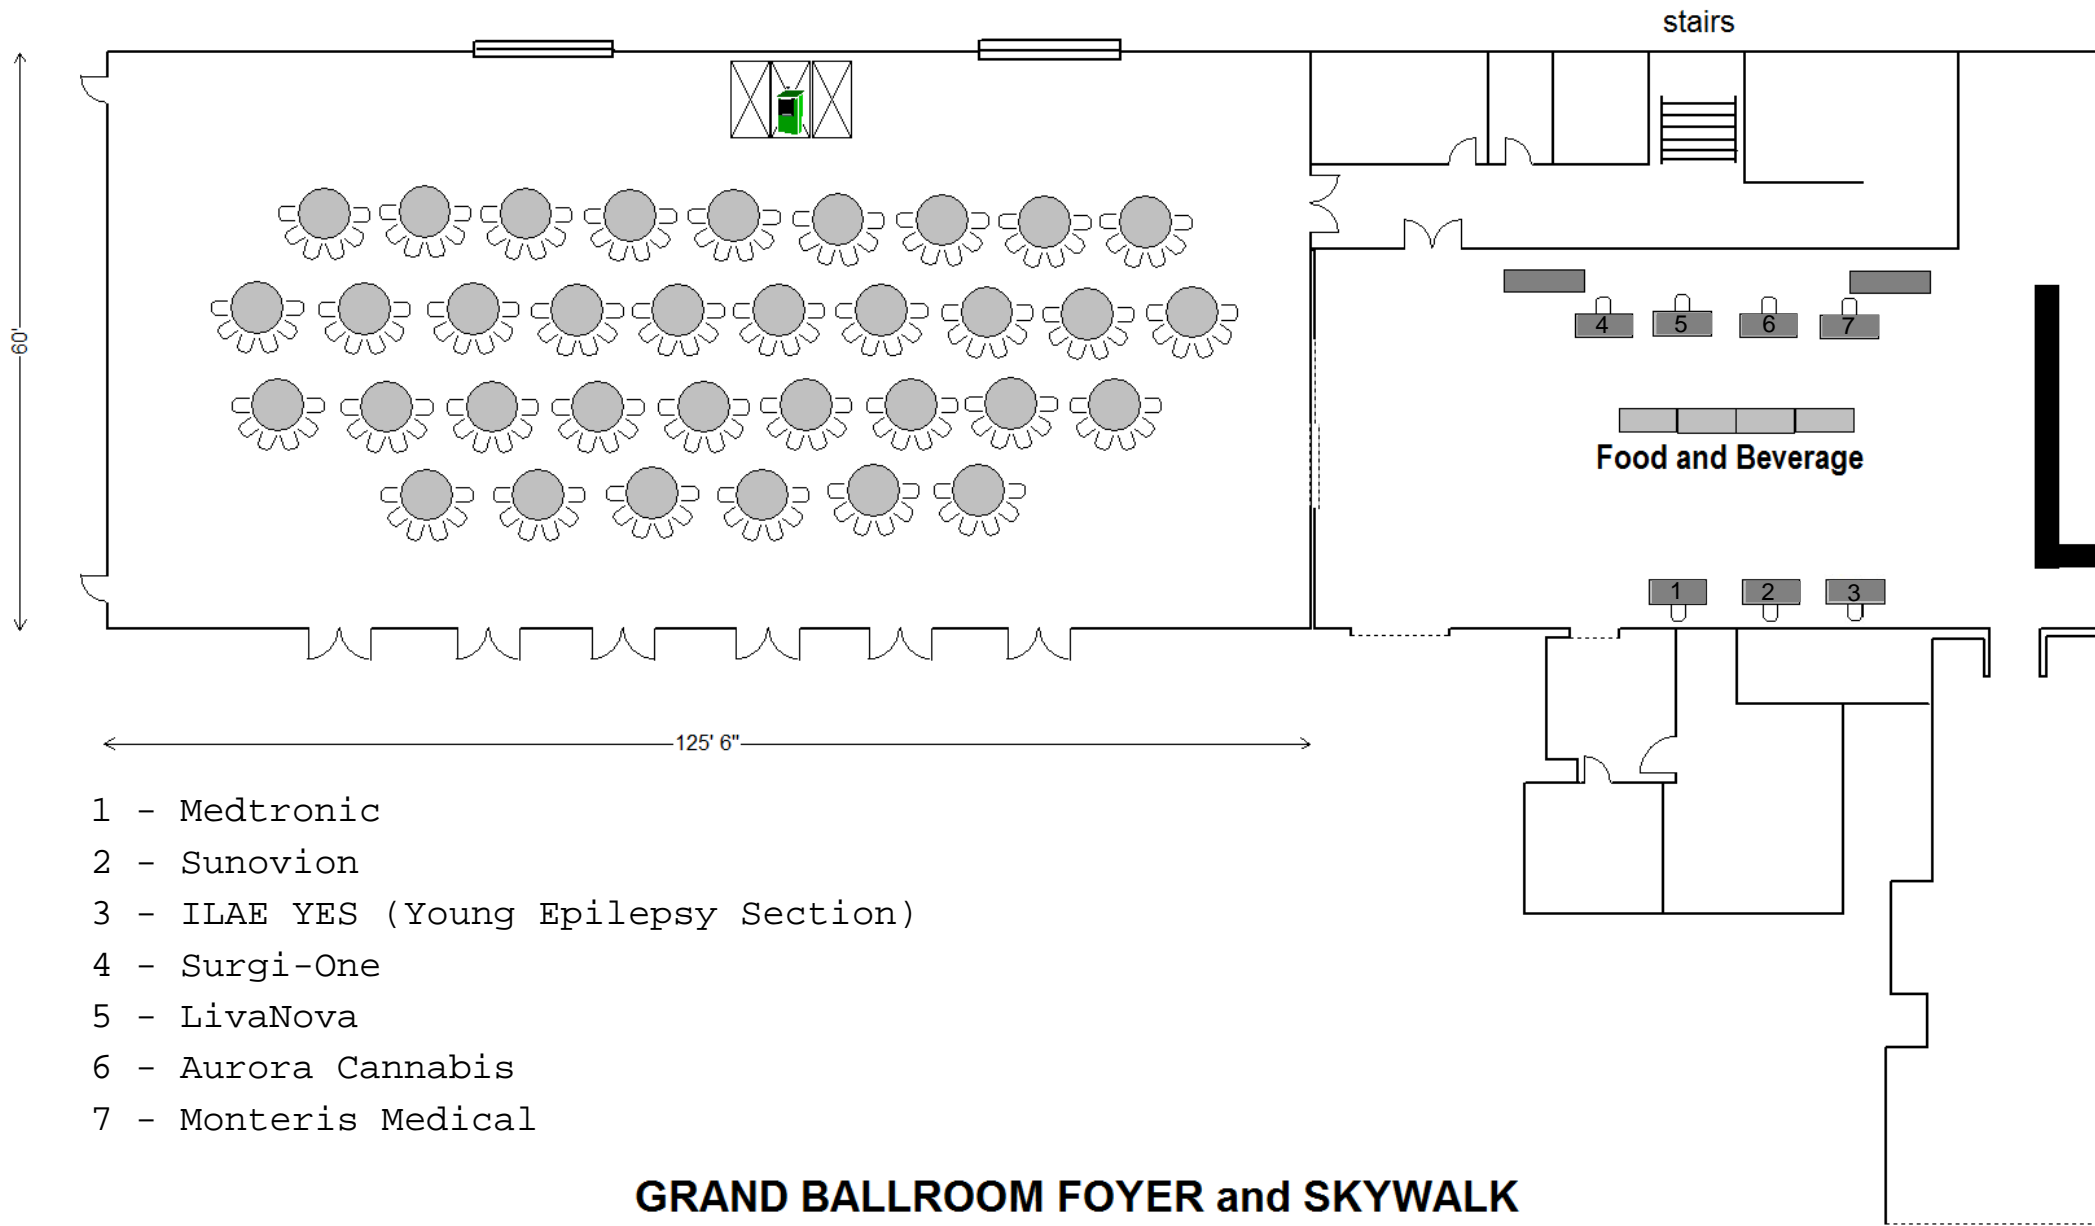 stairs
60'
4 5 6 7
Food and Beverage
1 2 3
125' 6"
1 - Medtronic
2 - Sunovion
3 - ILAE YES (Young Epilepsy Section)
4 - Surgi-One
5 - LivaNova
6 - Aurora Cannabis
7 - Monteris Medical
GRAND BALLROOM FOYER and SKYWALK